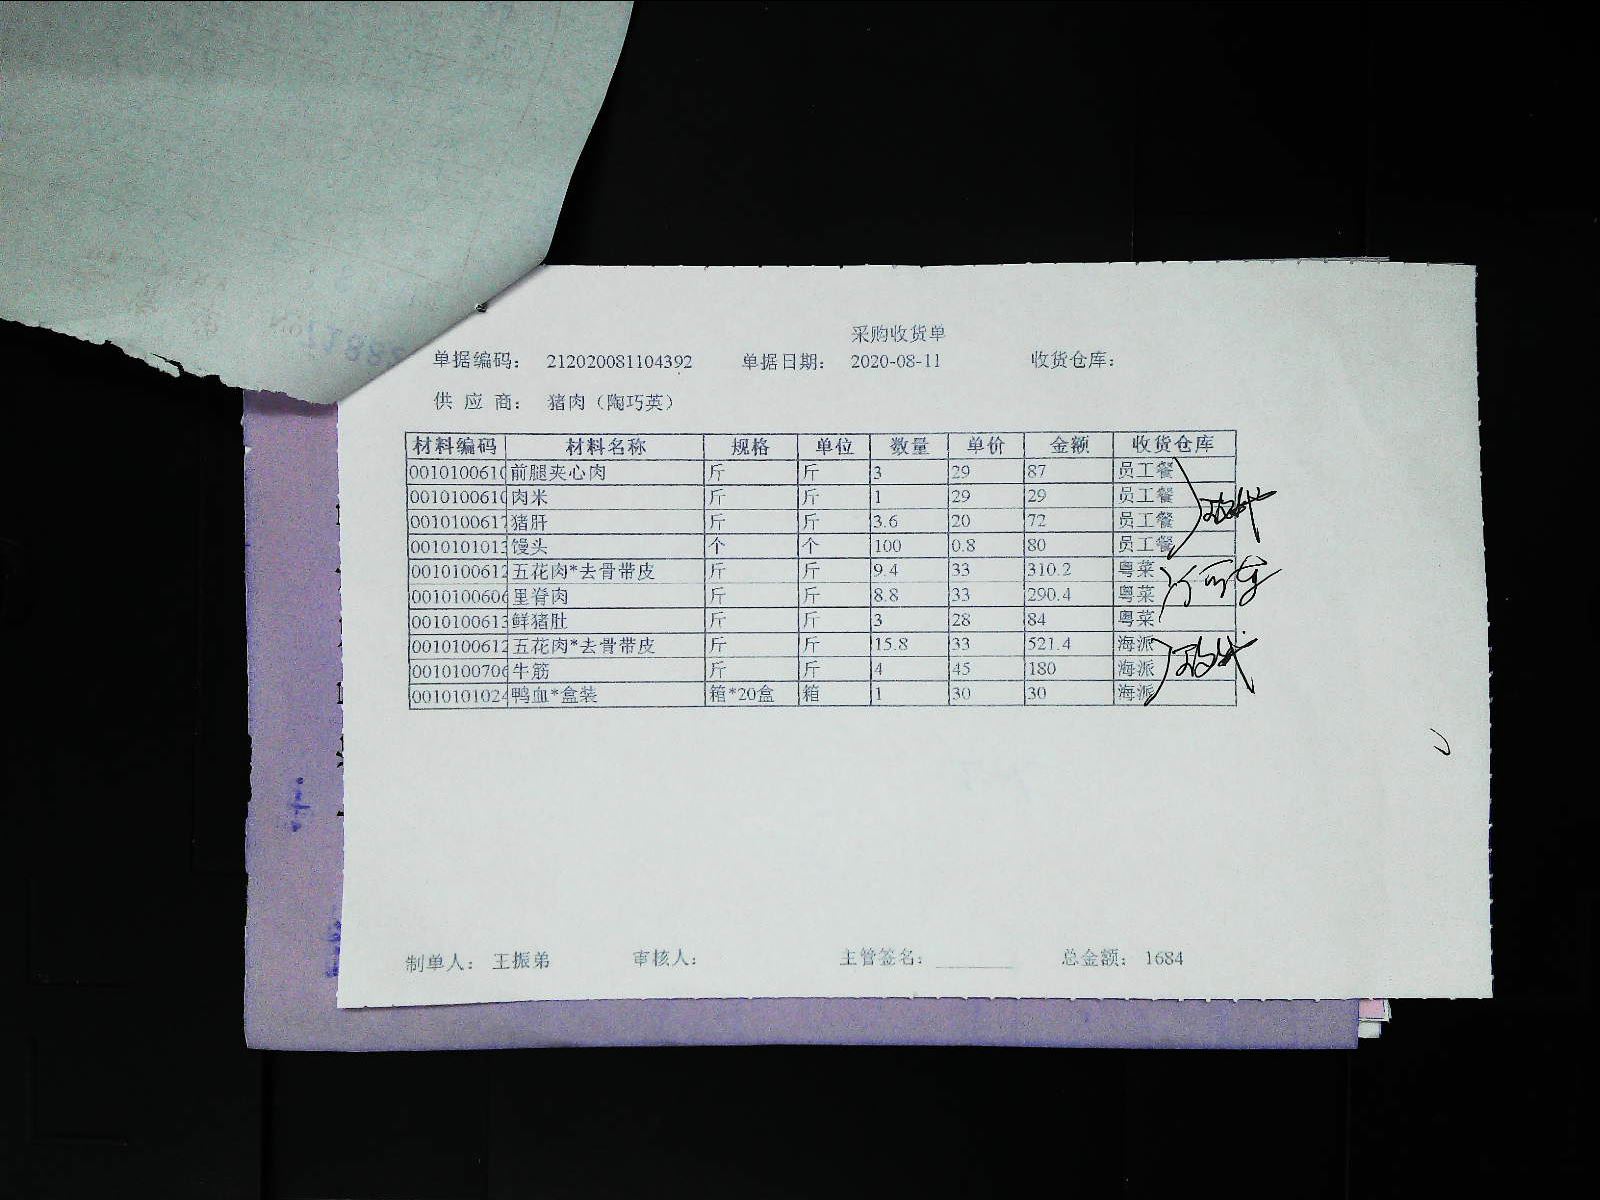 采购收货单
单据编码： 212020081104392 单据日期： 2020-08-11 收货仓库：
供 应 商： 猪肉（陶巧英）
材料编码 材料名称 规格 单位 数量 单价 金额 收货仓库
001010061 前腿夹心肉 斤 斤 3 29 87 员工餐
001010061 肉米 斤 斤 1 29 29 员工餐
001010061 猪肝 斤 斤 3.6 20 72 员工餐
001010101 馒头 个 个 100 0.8 80 员工餐
001010061 五花肉*去骨带皮 斤 斤 9.4 33 310.2 粤菜
001010060 里脊肉 斤 斤 8.8 33 290.4 粤菜
001010061 鲜猪肚 斤 斤 3 28 84 粤菜
001010061 五花肉*去骨带皮 斤 斤 15.8 33 521.4 海派
001010070 牛筋 斤 斤 4 45 180 海派
001010102 鸭血*盒装 箱*20盒 箱 1 30 30 海派
制单人： 王振弟 审核人： 主管签名： 总金额： 1684